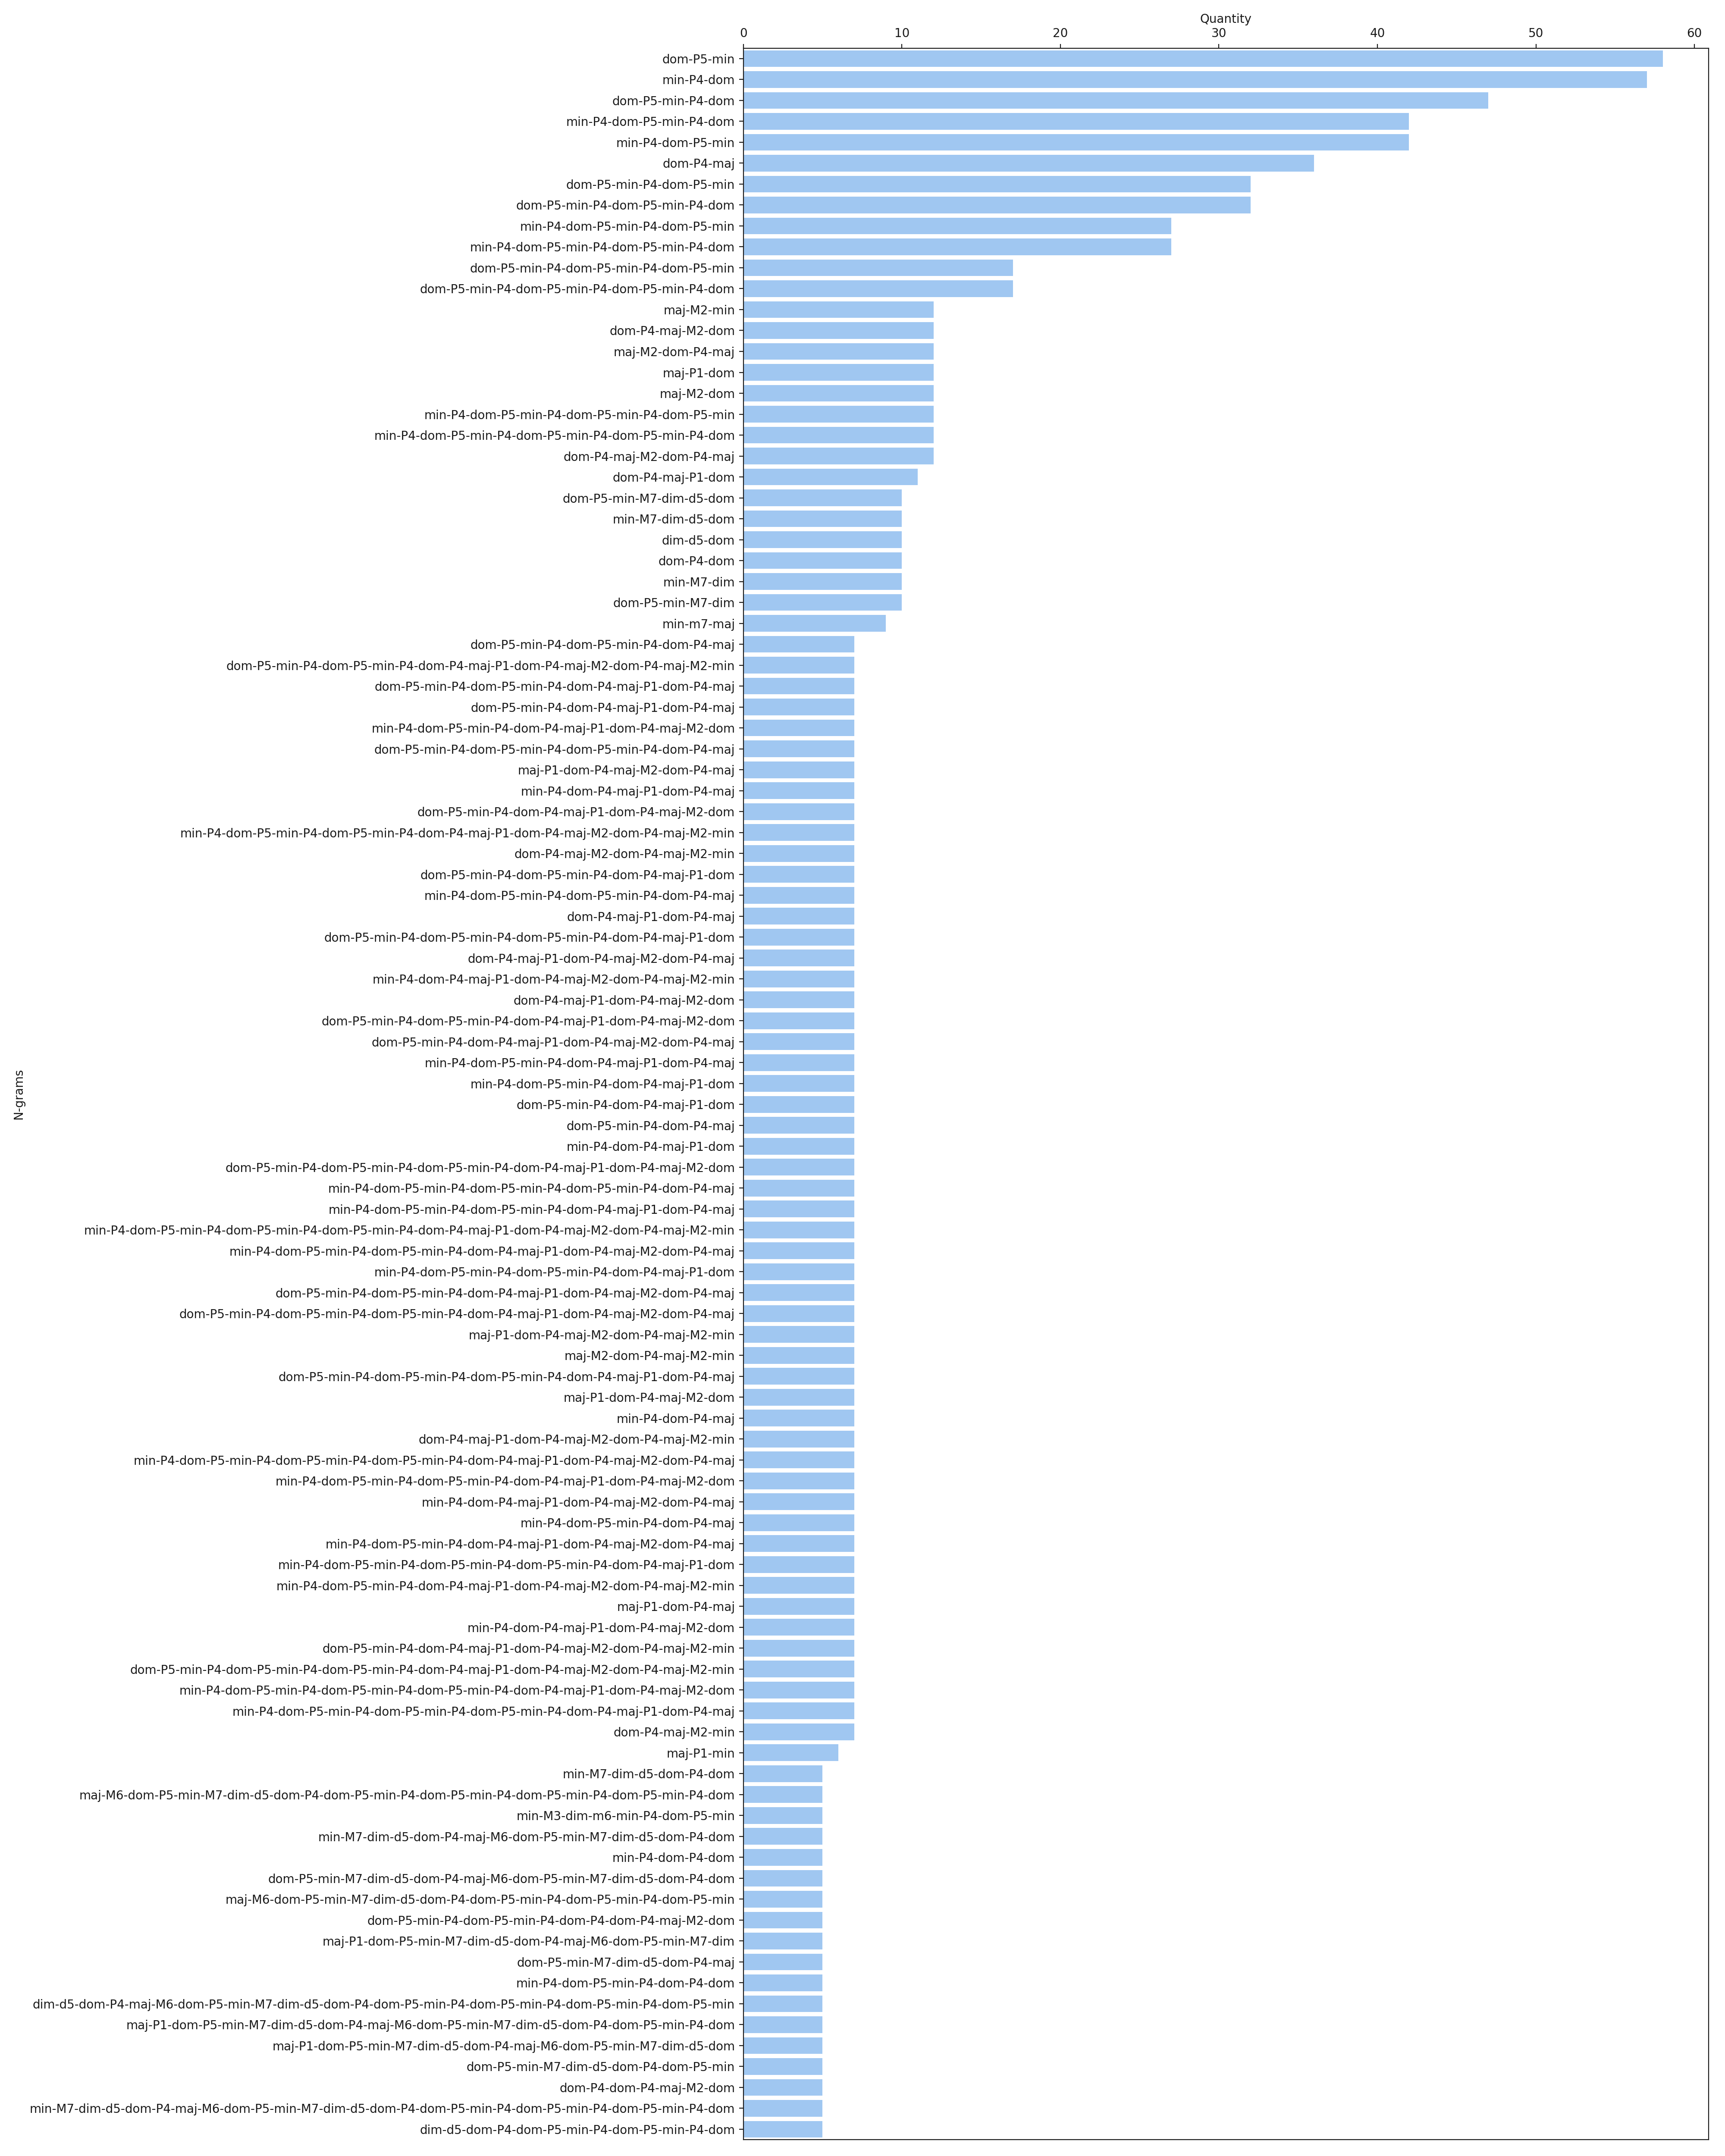 Quantity
0 10 20 30 40 50 60
dom-P5-min
min-P4-dom
dom-P5-min-P4-dom
min-P4-dom-P5-min-P4-dom
min-P4-dom-P5-min
dom-P4-maj
dom-P5-min-P4-dom-P5-min
dom-P5-min-P4-dom-P5-min-P4-dom
min-P4-dom-P5-min-P4-dom-P5-min
min-P4-dom-P5-min-P4-dom-P5-min-P4-dom
dom-P5-min-P4-dom-P5-min-P4-dom-P5-min
dom-P5-min-P4-dom-P5-min-P4-dom-P5-min-P4-dom
maj-M2-min
dom-P4-maj-M2-dom
maj-M2-dom-P4-maj
maj-P1-dom
maj-M2-dom
min-P4-dom-P5-min-P4-dom-P5-min-P4-dom-P5-min
min-P4-dom-P5-min-P4-dom-P5-min-P4-dom-P5-min-P4-dom
dom-P4-maj-M2-dom-P4-maj
dom-P4-maj-P1-dom
dom-P5-min-M7-dim-d5-dom
min-M7-dim-d5-dom
dim-d5-dom
dom-P4-dom
min-M7-dim
dom-P5-min-M7-dim
min-m7-maj
dom-P5-min-P4-dom-P5-min-P4-dom-P4-maj
dom-P5-min-P4-dom-P5-min-P4-dom-P4-maj-P1-dom-P4-maj-M2-dom-P4-maj-M2-min
dom-P5-min-P4-dom-P5-min-P4-dom-P4-maj-P1-dom-P4-maj
dom-P5-min-P4-dom-P4-maj-P1-dom-P4-maj
min-P4-dom-P5-min-P4-dom-P4-maj-P1-dom-P4-maj-M2-dom
dom-P5-min-P4-dom-P5-min-P4-dom-P5-min-P4-dom-P4-maj
maj-P1-dom-P4-maj-M2-dom-P4-maj
min-P4-dom-P4-maj-P1-dom-P4-maj
dom-P5-min-P4-dom-P4-maj-P1-dom-P4-maj-M2-dom
min-P4-dom-P5-min-P4-dom-P5-min-P4-dom-P4-maj-P1-dom-P4-maj-M2-dom-P4-maj-M2-min
dom-P4-maj-M2-dom-P4-maj-M2-min
dom-P5-min-P4-dom-P5-min-P4-dom-P4-maj-P1-dom
min-P4-dom-P5-min-P4-dom-P5-min-P4-dom-P4-maj
dom-P4-maj-P1-dom-P4-maj
dom-P5-min-P4-dom-P5-min-P4-dom-P5-min-P4-dom-P4-maj-P1-dom
dom-P4-maj-P1-dom-P4-maj-M2-dom-P4-maj
min-P4-dom-P4-maj-P1-dom-P4-maj-M2-dom-P4-maj-M2-min
dom-P4-maj-P1-dom-P4-maj-M2-dom
dom-P5-min-P4-dom-P5-min-P4-dom-P4-maj-P1-dom-P4-maj-M2-dom
dom-P5-min-P4-dom-P4-maj-P1-dom-P4-maj-M2-dom-P4-maj
min-P4-dom-P5-min-P4-dom-P4-maj-P1-dom-P4-maj
min-P4-dom-P5-min-P4-dom-P4-maj-P1-dom
dom-P5-min-P4-dom-P4-maj-P1-dom
dom-P5-min-P4-dom-P4-maj
min-P4-dom-P4-maj-P1-dom
dom-P5-min-P4-dom-P5-min-P4-dom-P5-min-P4-dom-P4-maj-P1-dom-P4-maj-M2-dom
min-P4-dom-P5-min-P4-dom-P5-min-P4-dom-P5-min-P4-dom-P4-maj
min-P4-dom-P5-min-P4-dom-P5-min-P4-dom-P4-maj-P1-dom-P4-maj
min-P4-dom-P5-min-P4-dom-P5-min-P4-dom-P5-min-P4-dom-P4-maj-P1-dom-P4-maj-M2-dom-P4-maj-M2-min
min-P4-dom-P5-min-P4-dom-P5-min-P4-dom-P4-maj-P1-dom-P4-maj-M2-dom-P4-maj
min-P4-dom-P5-min-P4-dom-P5-min-P4-dom-P4-maj-P1-dom
dom-P5-min-P4-dom-P5-min-P4-dom-P4-maj-P1-dom-P4-maj-M2-dom-P4-maj
dom-P5-min-P4-dom-P5-min-P4-dom-P5-min-P4-dom-P4-maj-P1-dom-P4-maj-M2-dom-P4-maj
maj-P1-dom-P4-maj-M2-dom-P4-maj-M2-min
maj-M2-dom-P4-maj-M2-min
dom-P5-min-P4-dom-P5-min-P4-dom-P5-min-P4-dom-P4-maj-P1-dom-P4-maj
maj-P1-dom-P4-maj-M2-dom
min-P4-dom-P4-maj
dom-P4-maj-P1-dom-P4-maj-M2-dom-P4-maj-M2-min
min-P4-dom-P5-min-P4-dom-P5-min-P4-dom-P5-min-P4-dom-P4-maj-P1-dom-P4-maj-M2-dom-P4-maj
min-P4-dom-P5-min-P4-dom-P5-min-P4-dom-P4-maj-P1-dom-P4-maj-M2-dom
min-P4-dom-P4-maj-P1-dom-P4-maj-M2-dom-P4-maj
min-P4-dom-P5-min-P4-dom-P4-maj
min-P4-dom-P5-min-P4-dom-P4-maj-P1-dom-P4-maj-M2-dom-P4-maj
min-P4-dom-P5-min-P4-dom-P5-min-P4-dom-P5-min-P4-dom-P4-maj-P1-dom
min-P4-dom-P5-min-P4-dom-P4-maj-P1-dom-P4-maj-M2-dom-P4-maj-M2-min
maj-P1-dom-P4-maj
min-P4-dom-P4-maj-P1-dom-P4-maj-M2-dom
dom-P5-min-P4-dom-P4-maj-P1-dom-P4-maj-M2-dom-P4-maj-M2-min
dom-P5-min-P4-dom-P5-min-P4-dom-P5-min-P4-dom-P4-maj-P1-dom-P4-maj-M2-dom-P4-maj-M2-min
min-P4-dom-P5-min-P4-dom-P5-min-P4-dom-P5-min-P4-dom-P4-maj-P1-dom-P4-maj-M2-dom
min-P4-dom-P5-min-P4-dom-P5-min-P4-dom-P5-min-P4-dom-P4-maj-P1-dom-P4-maj
dom-P4-maj-M2-min
maj-P1-min
min-M7-dim-d5-dom-P4-dom
maj-M6-dom-P5-min-M7-dim-d5-dom-P4-dom-P5-min-P4-dom-P5-min-P4-dom-P5-min-P4-dom-P5-min-P4-dom
min-M3-dim-m6-min-P4-dom-P5-min
min-M7-dim-d5-dom-P4-maj-M6-dom-P5-min-M7-dim-d5-dom-P4-dom
min-P4-dom-P4-dom
dom-P5-min-M7-dim-d5-dom-P4-maj-M6-dom-P5-min-M7-dim-d5-dom-P4-dom
maj-M6-dom-P5-min-M7-dim-d5-dom-P4-dom-P5-min-P4-dom-P5-min-P4-dom-P5-min
dom-P5-min-P4-dom-P5-min-P4-dom-P4-dom-P4-maj-M2-dom
maj-P1-dom-P5-min-M7-dim-d5-dom-P4-maj-M6-dom-P5-min-M7-dim
dom-P5-min-M7-dim-d5-dom-P4-maj
min-P4-dom-P5-min-P4-dom-P4-dom
dim-d5-dom-P4-maj-M6-dom-P5-min-M7-dim-d5-dom-P4-dom-P5-min-P4-dom-P5-min-P4-dom-P5-min-P4-dom-P5-min
maj-P1-dom-P5-min-M7-dim-d5-dom-P4-maj-M6-dom-P5-min-M7-dim-d5-dom-P4-dom-P5-min-P4-dom
maj-P1-dom-P5-min-M7-dim-d5-dom-P4-maj-M6-dom-P5-min-M7-dim-d5-dom
dom-P5-min-M7-dim-d5-dom-P4-dom-P5-min
dom-P4-dom-P4-maj-M2-dom
min-M7-dim-d5-dom-P4-maj-M6-dom-P5-min-M7-dim-d5-dom-P4-dom-P5-min-P4-dom-P5-min-P4-dom-P5-min-P4-dom
dim-d5-dom-P4-dom-P5-min-P4-dom-P5-min-P4-dom
N-grams